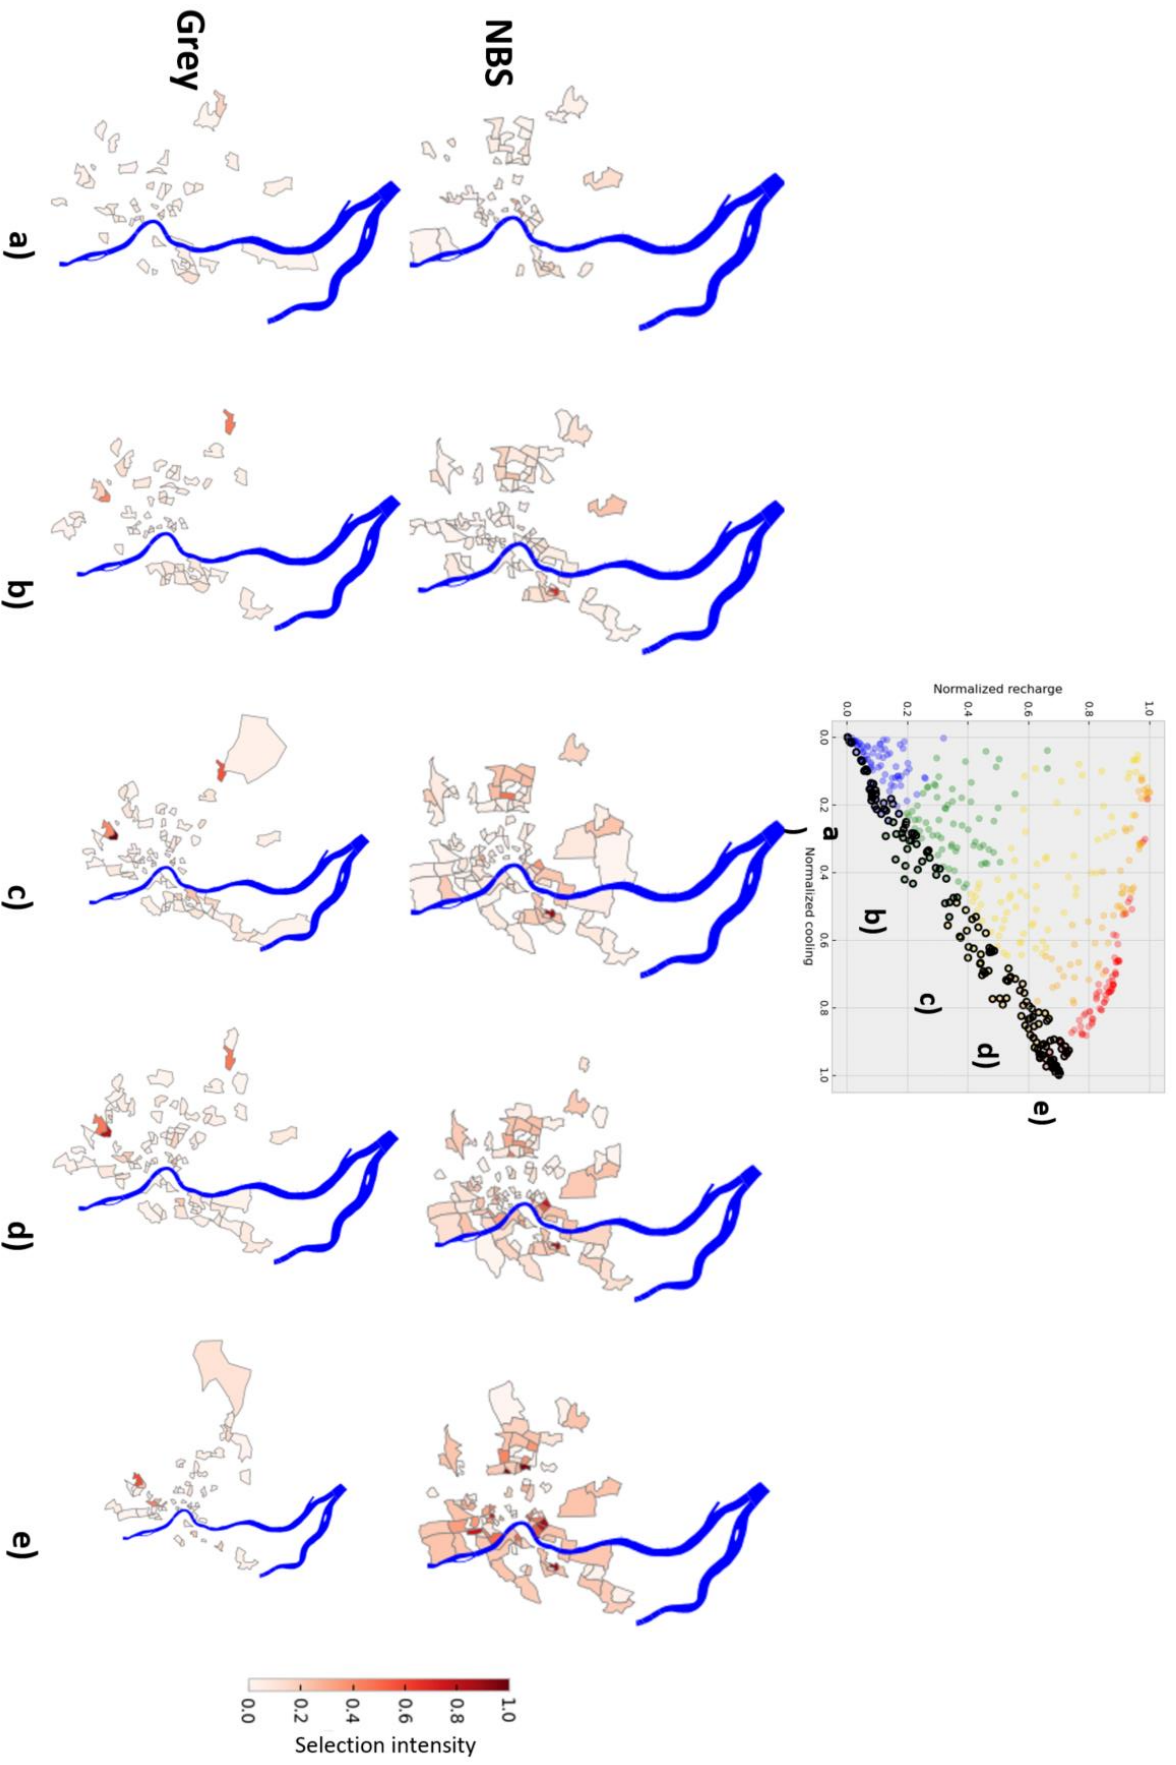 Normalized recharge
1.0
0.8
0.6
0.4
0.2
0.0
0.0 0.2 0.4 0.6 0.8 1.0
Normalized cooling
a
)
b)
c)
d)
e)
NBS
Grey
a) b) c) d) e)
1.0
0.8
0.6
0.4
0.2
0.0
Selection intensity